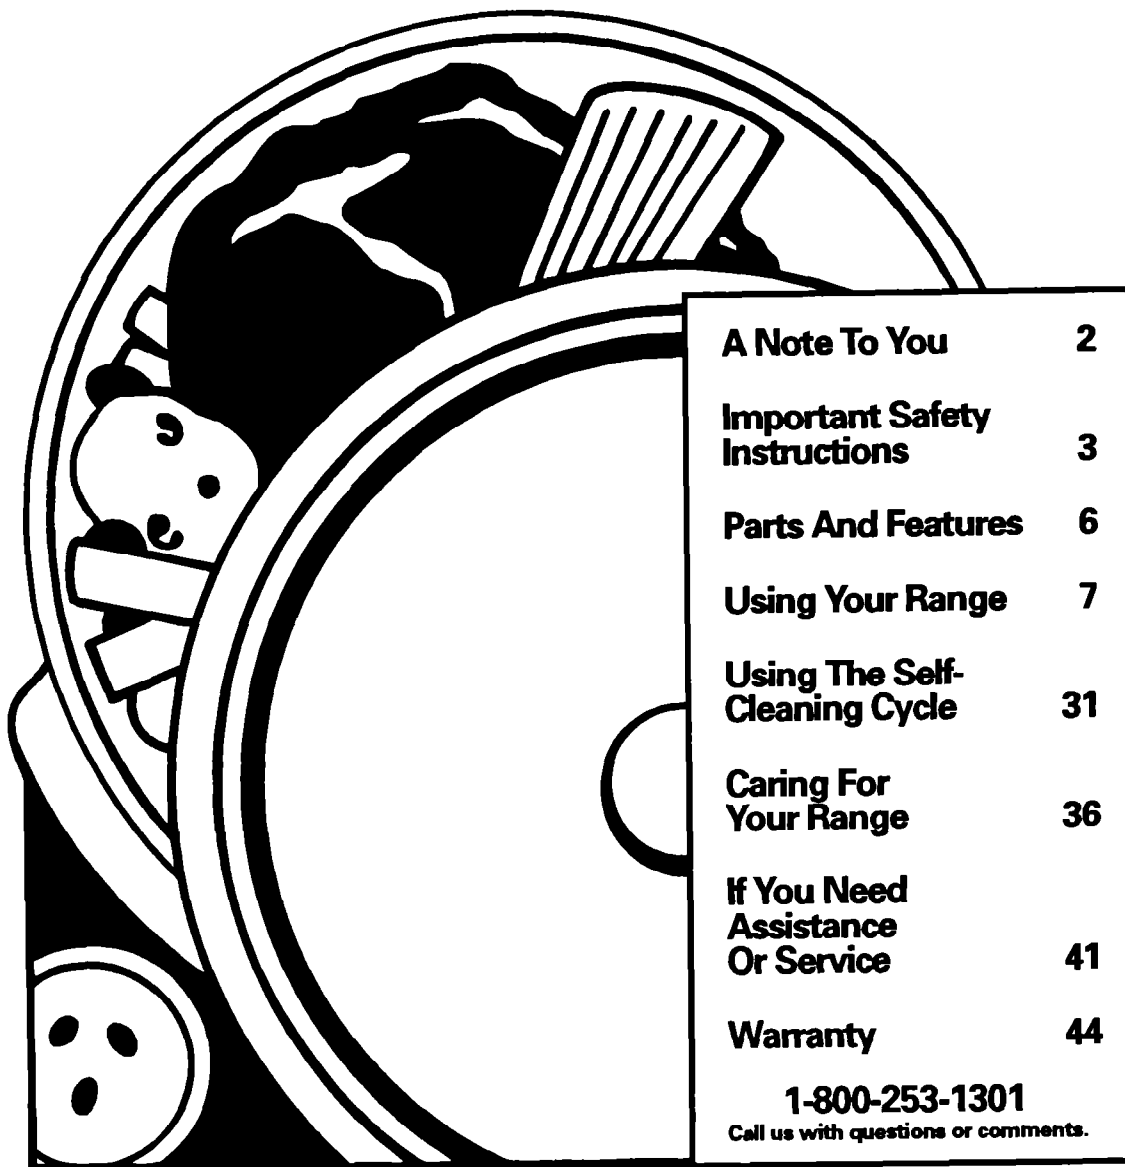 A Note To You 2
Important Safety
Instructions 3
Parts And Features 6
Using Your Range 7
Using The Self-
Cleaning Cycle 31
Caring For
Your Range 36
If You Need
Assistance
Or Service 41
Warranty 44
1-800-253-1301
Call us with questions or comments.